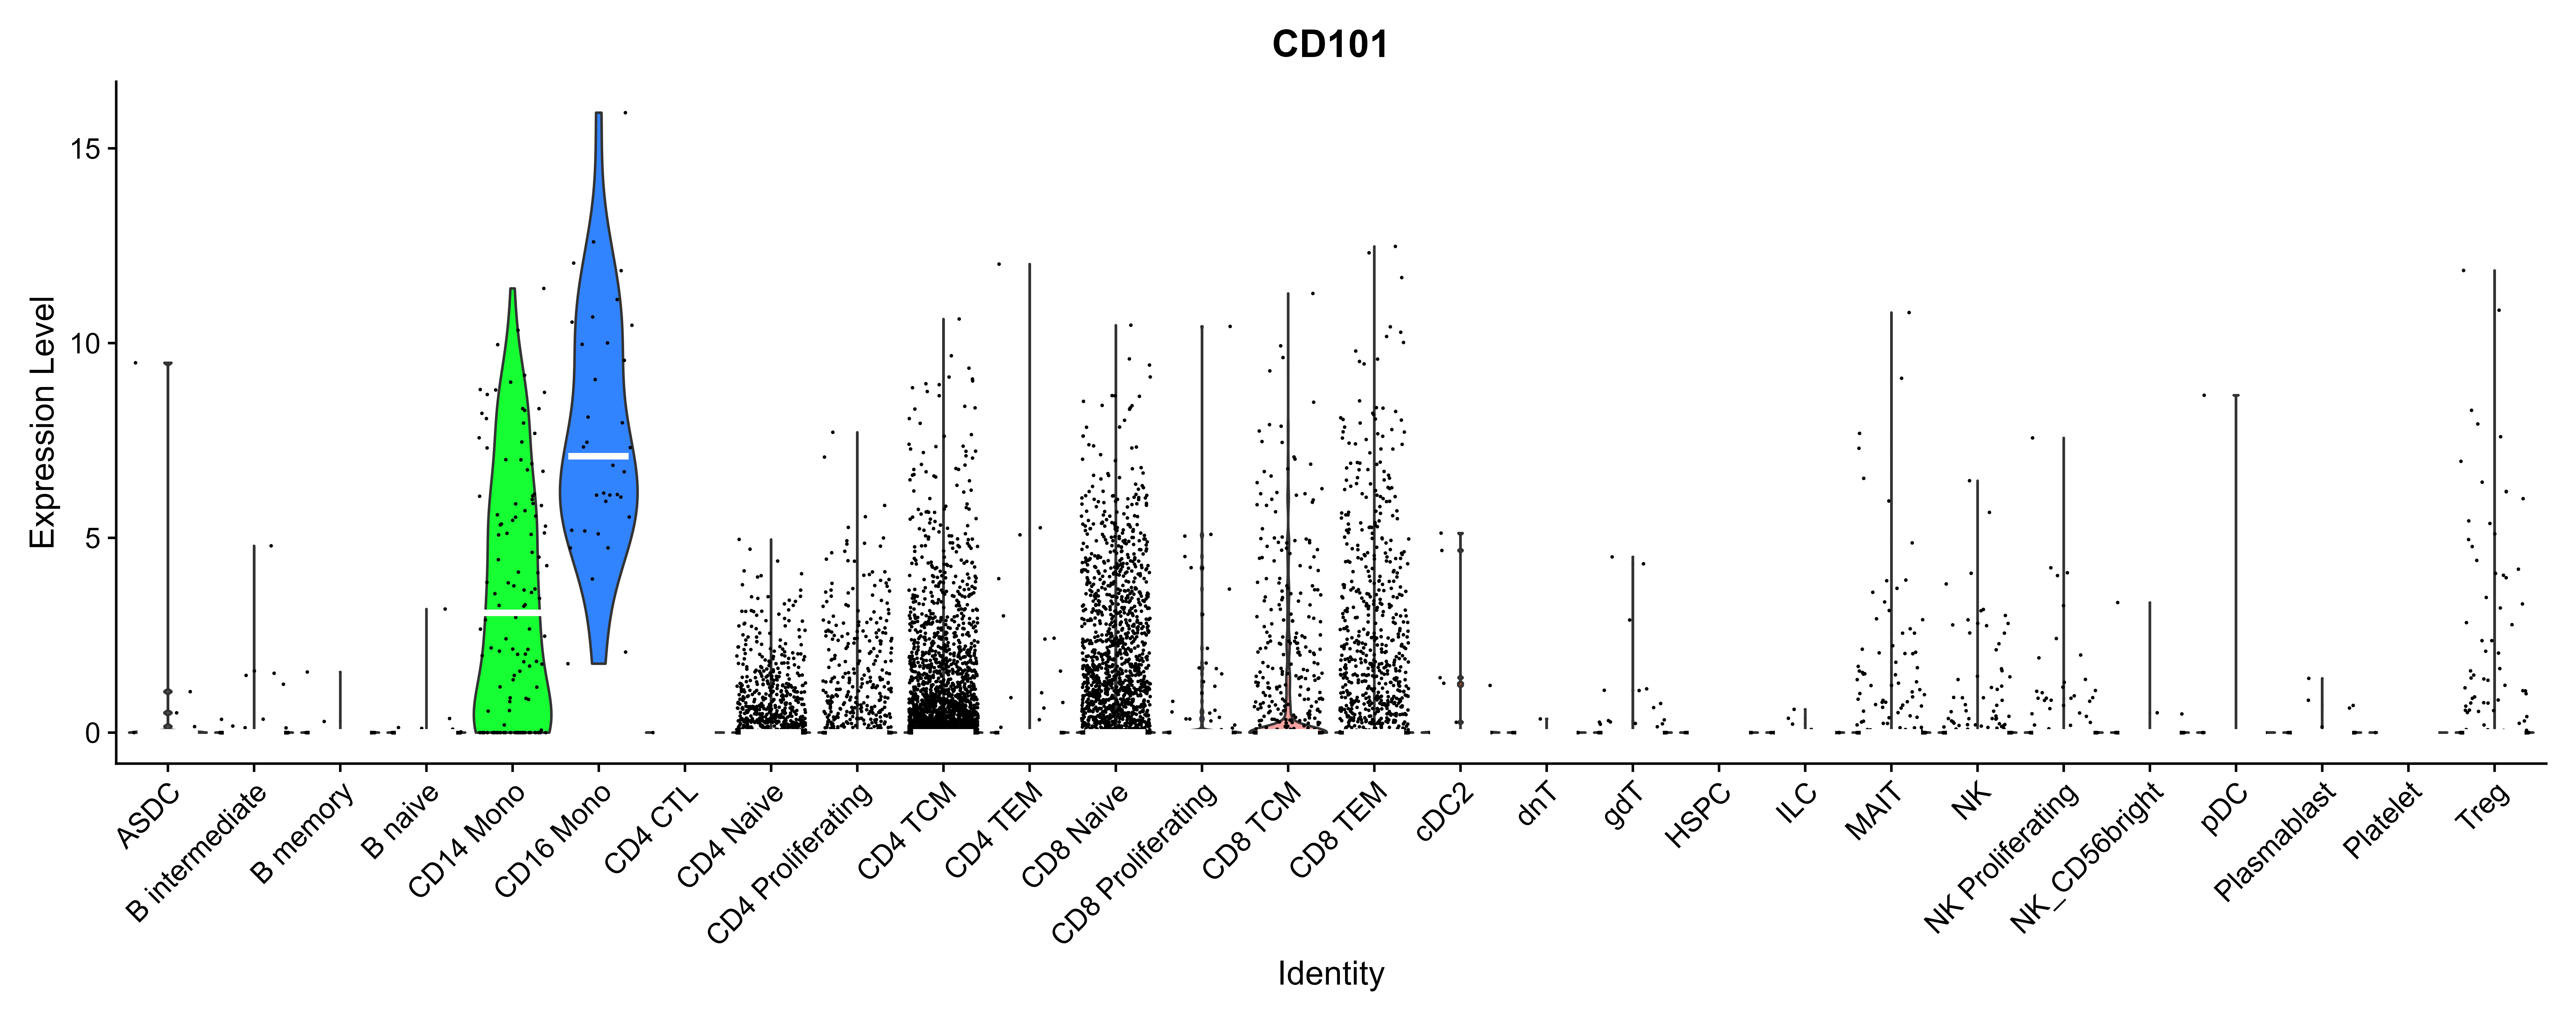 CD101
Expression Level
15
10
5
0
ASDC
B intermediate
B memory
B naive
CD14 Mono
CD16 Mono
CD4 CTL
CD4 Naive
CD4 Proliferating
CD4 TCM
CD4 TEM
CD8 Naive
CD8 Proliferating
CD8 TCM
CD8 TEM
cDC2
dnT
gdT
HSPC
ILC
MAIT
NK
NK Proliferating
NK_CD56bright
pDC
Plasmablast
Platelet
Treg
Identity